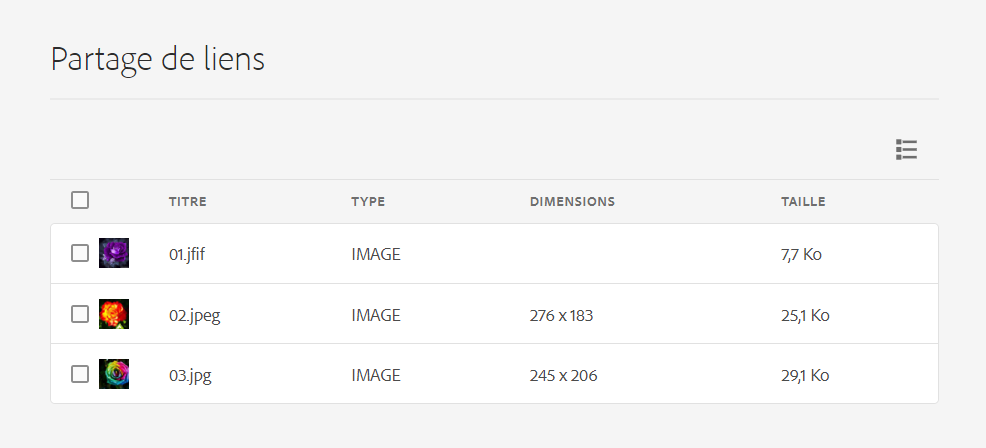 Partage de liens
TITRE TYPE DIMENSIONS TAILLE
01.jfif IMAGE 7,7 Ko
02.jpeg IMAGE 276 x 183 25,1 Ko
03.jpg IMAGE 245 x 206 29,1 Ko